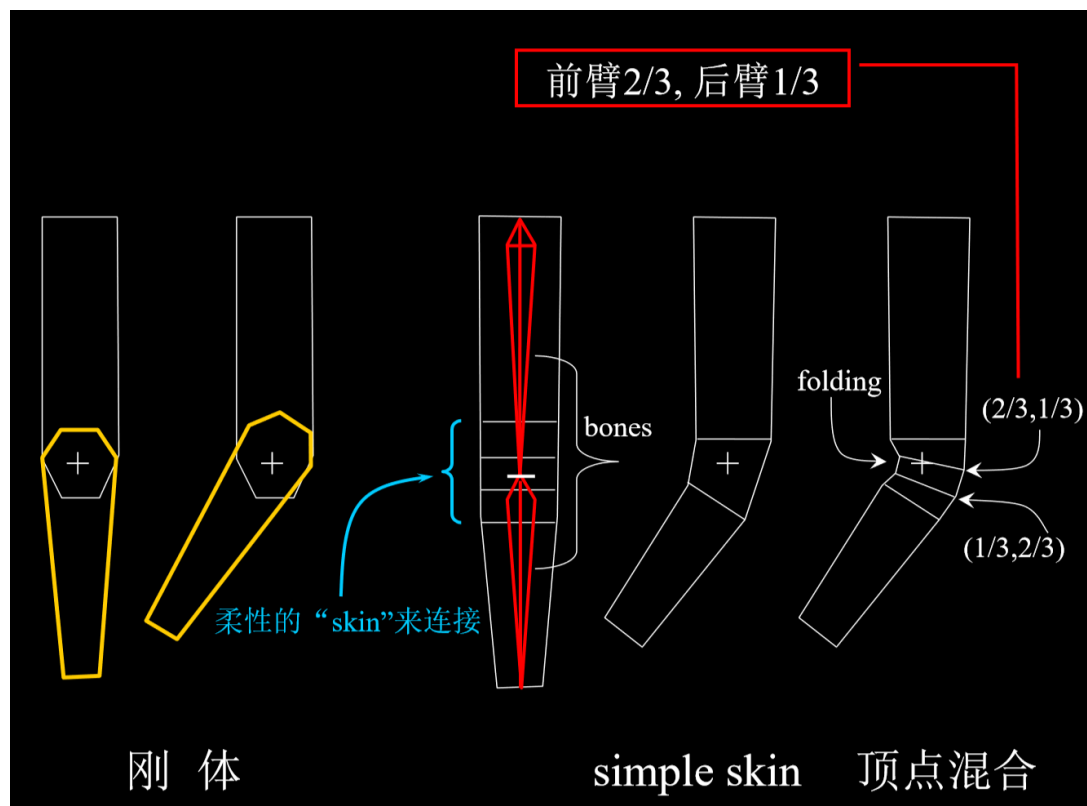 前臂2/3, 后臂1/3
folding
(2/3,1/3)
bones
(1/3,2/3)
柔性的“skin”来连接
刚 体
simple skin
顶点混合